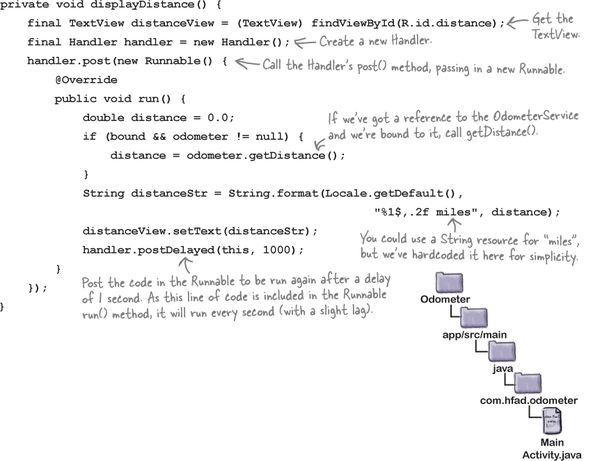 private void displayDistance() {
final TextView distanceView = (TextView) findViewById(R.id.distance);
Get the
TextView.
final Handler handler = new Handler();
Create a new Handler.
handler.post(new Runnable() {
Call the Handler's post() method, passing in a new Runnable.
@Override
public void run() {
double distance = 0.0;
If we've got a reference to the OdometerService
and we're bound to it, call getDistance().
if (bound && odometer != null) {
distance = odometer.getDistance();
}
String distanceStr = String.format(Locale.getDefault(),
"%1$,.2f miles", distance);
distanceView.setText(distanceStr);
You could use a String resource for "miles",
but we've hardcoded it here for simplicity.
handler.postDelayed(this, 1000);
}
Post the code in the Runnable to be run again after a delay
of 1 second. As this line of code is included in the Runnable
run() method, it will run every second (with a slight lag).
});
}
Odometer
app/src/main
java
com.hfad.odometer
Main
Activity.java